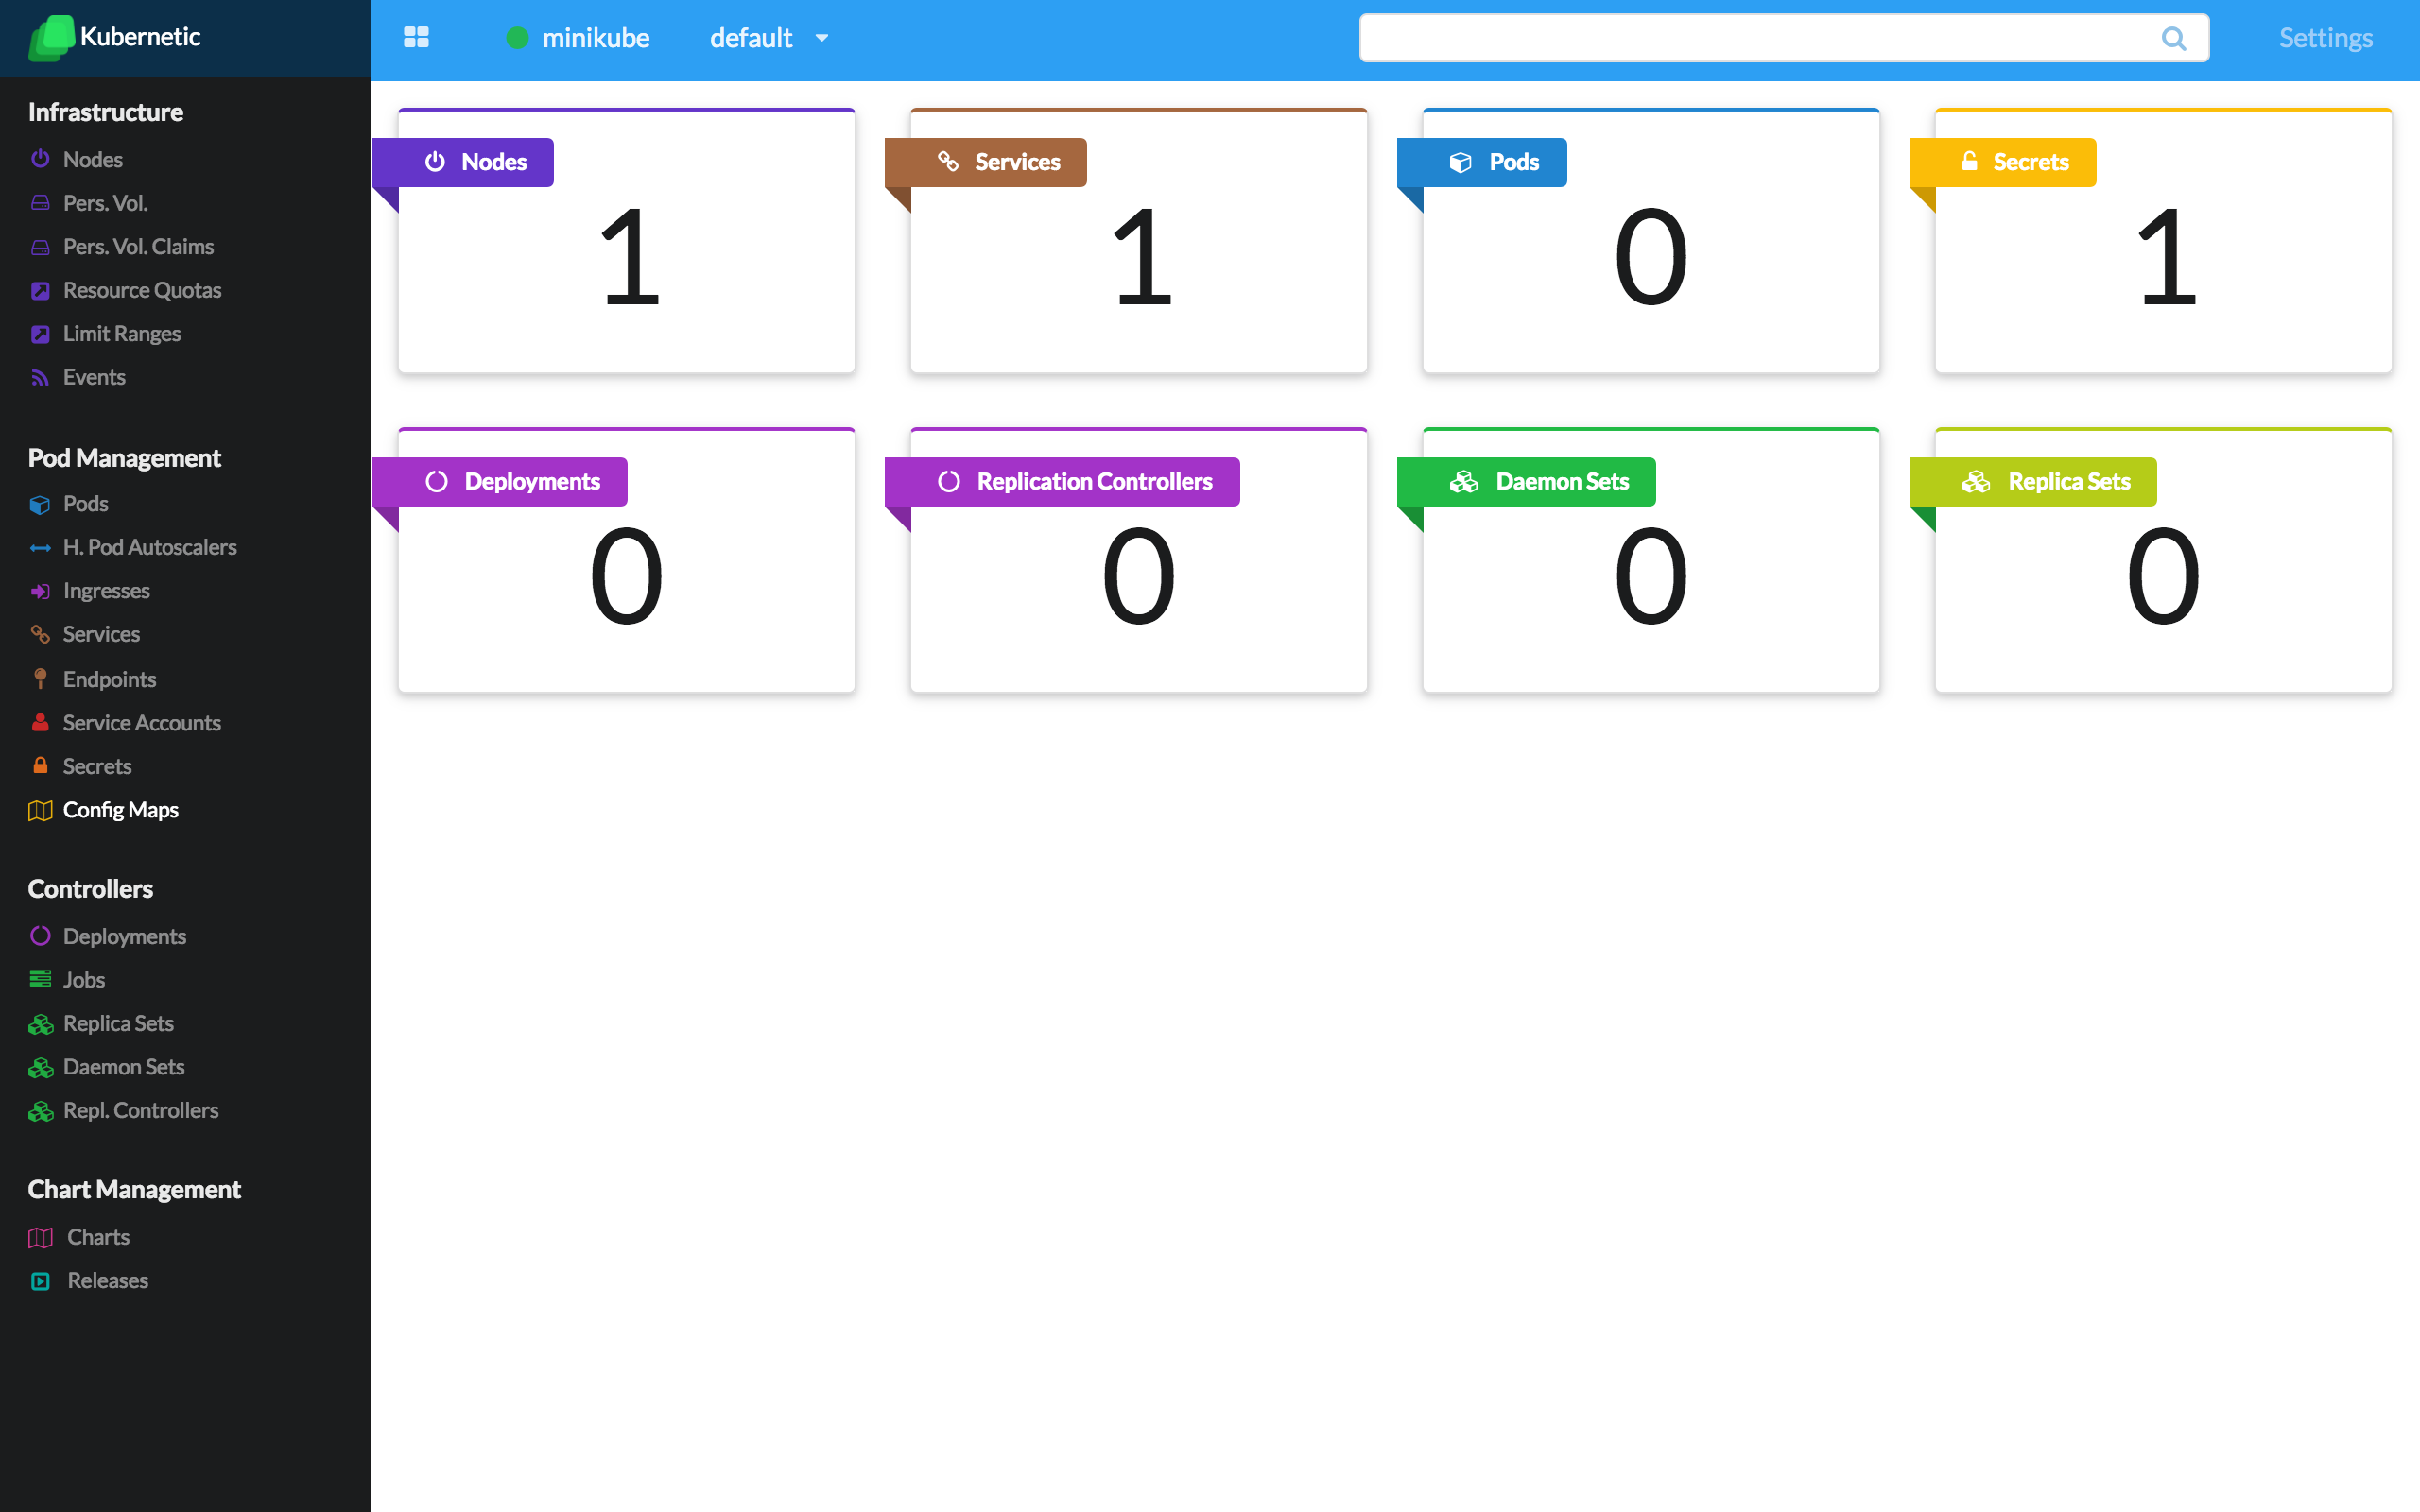 Kubernetic
minikube
default
Settings
Infrastructure
Nodes
Pers. Vol.
Pers. Vol. Claims
Resource Quotas
Limit Ranges
Events
Pod Management
Pods
H. Pod Autoscalers
Ingresses
Services
Endpoints
Service Accounts
Secrets
Config Maps
Controllers
Deployments
Jobs
Replica Sets
Daemon Sets
Repl. Controllers
Chart Management
Charts
Releases
Nodes
1
Services
1
Pods
0
Secrets
1
Deployments
0
Replication Controllers
0
Daemon Sets
0
Replica Sets
0